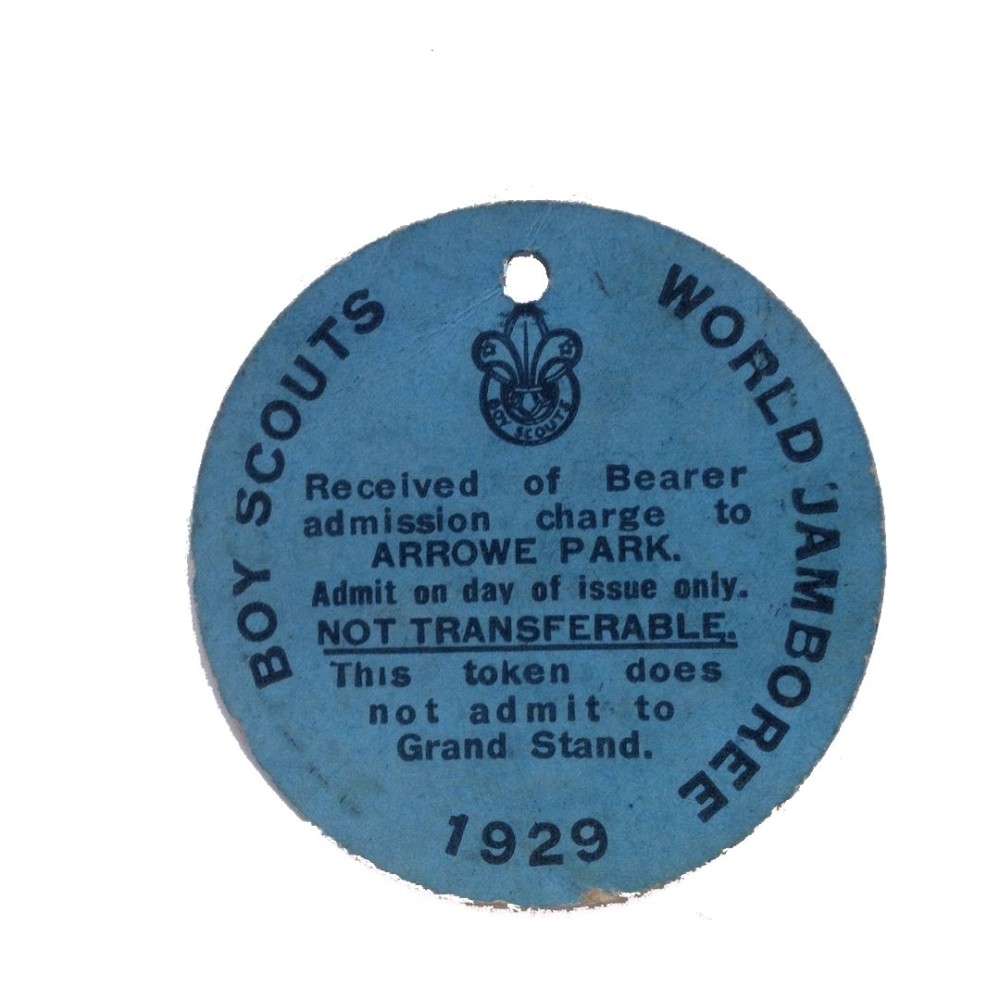 BOY SCOUTS WORLD JAMBOREE
BOY SCOUTS
Received of Bearer
admission charge to
ARROWE PARK.
Admit on day of issue only.
NOT TRANSFERABLE.
This token does
not admit to
Grand Stand.
1929